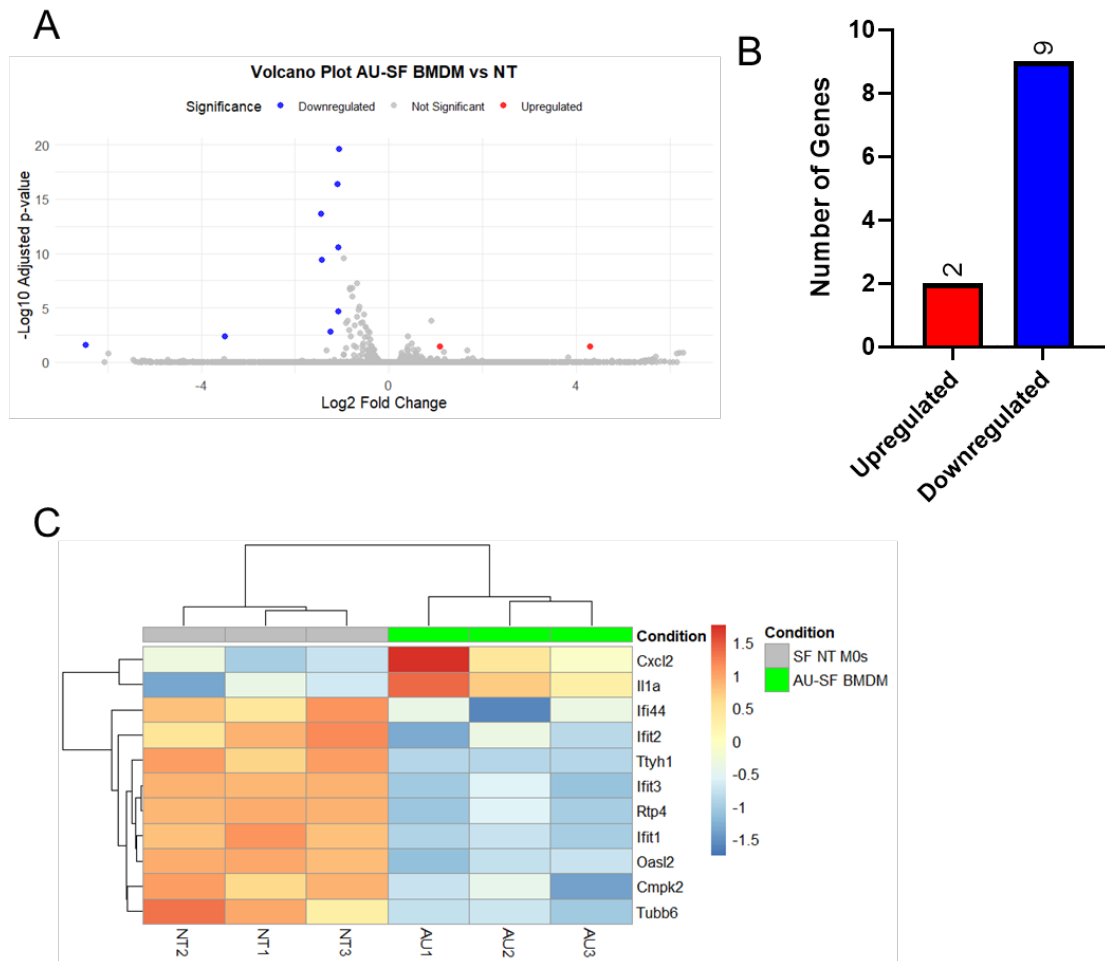 A
Volcano Plot AU-SF BMDM vs NT
Significance Downregulated Not Significant Upregulated
-Log10 Adjusted p-value
20
15
10
5
0
-4 0 4
Log2 Fold Change
B
Number of Genes
10
8
6
4
2
0
2
9
Upregulated
Downregulated
C
Condition
Cxcl2
Il1a
Ifi44
Ifit2
Ttyh1
Ifit3
Rtp4
Ifit1
Oasl2
Cmpk2
Tubb6
NT2 NT1 NT3 AU1 AU2 AU3
1.5
1
0.5
0
-0.5
-1
-1.5
Condition
SF NT M0s
AU-SF BMDM